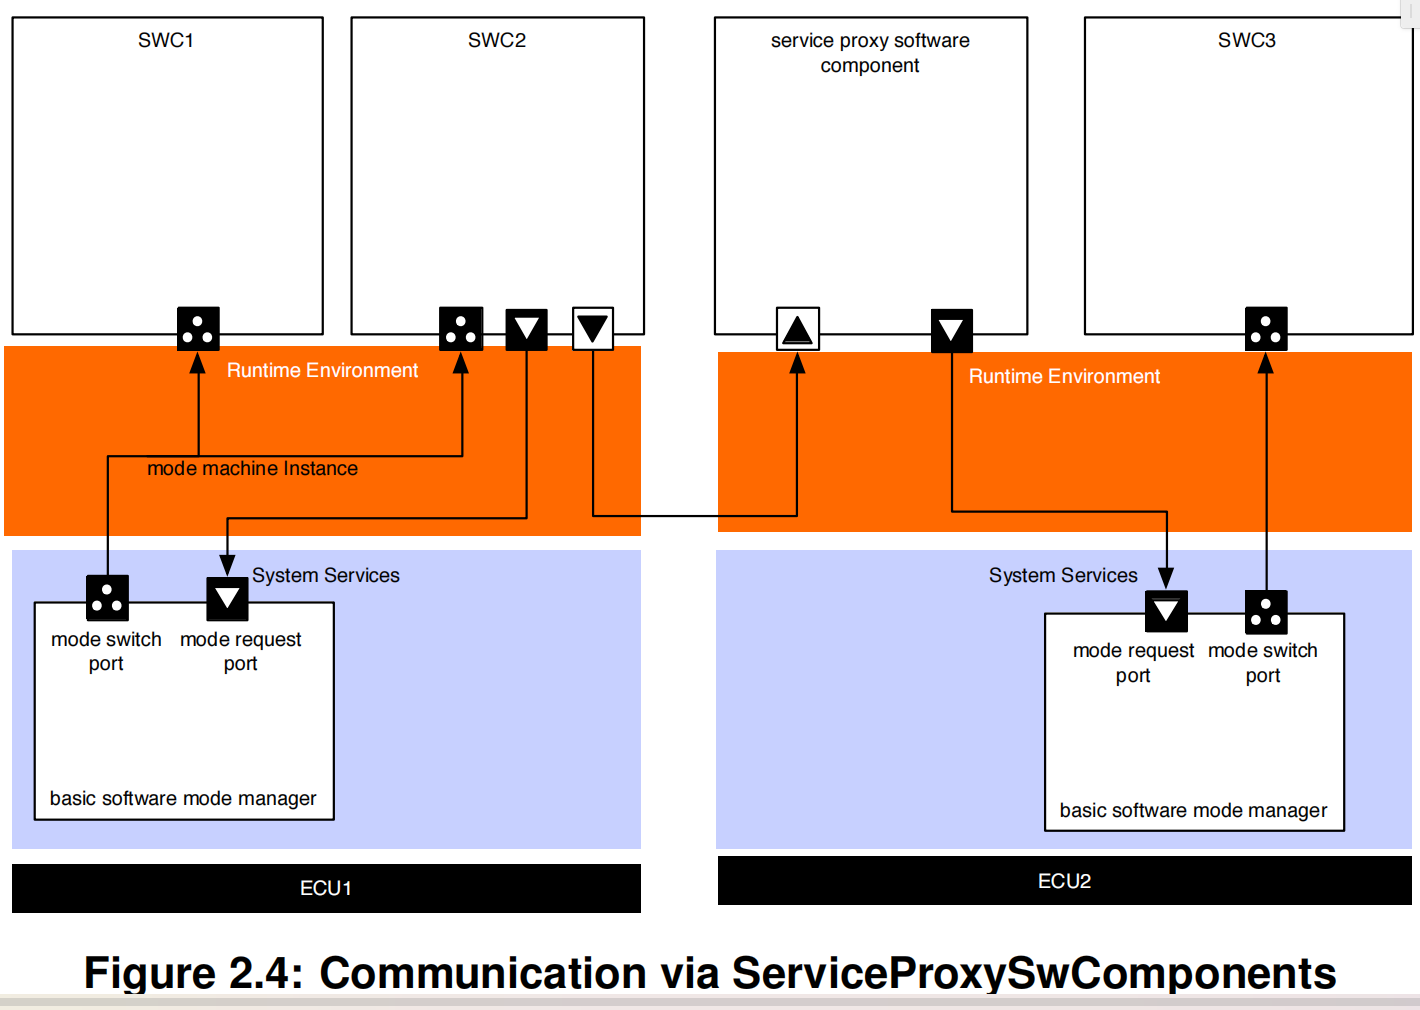 SWC1
SWC2
service proxy software
component
SWC3
Runtime Environment
Runtime Environment
mode machine Instance
System Services
System Services
mode switch
port
mode request
port
mode request
port
mode switch
port
basic software mode manager
basic software mode manager
ECU1
ECU2
Figure 2.4: Communication via ServiceProxySwComponents